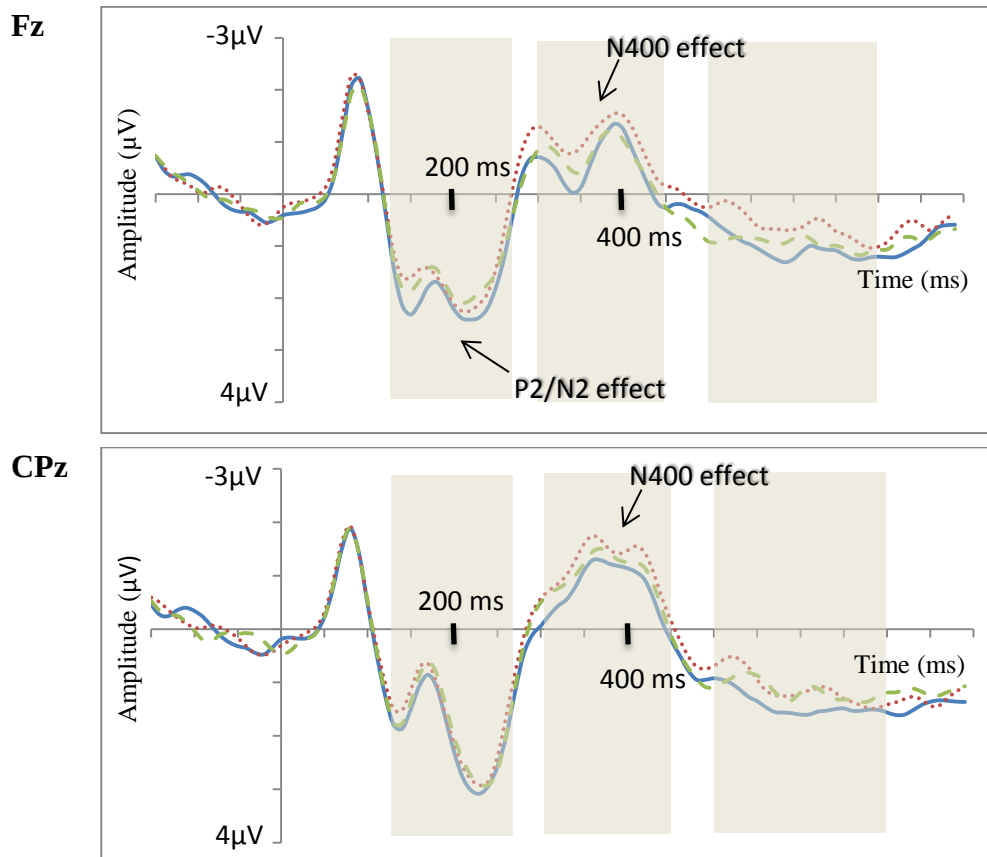 Fz
-3µV
N400 effect
Amplitude (µV)
200 ms
400 ms
Time (ms)
P2/N2 effect
4µV
CPz
-3µV
N400 effect
Amplitude (µV)
200 ms
400 ms
Time (ms)
4µV